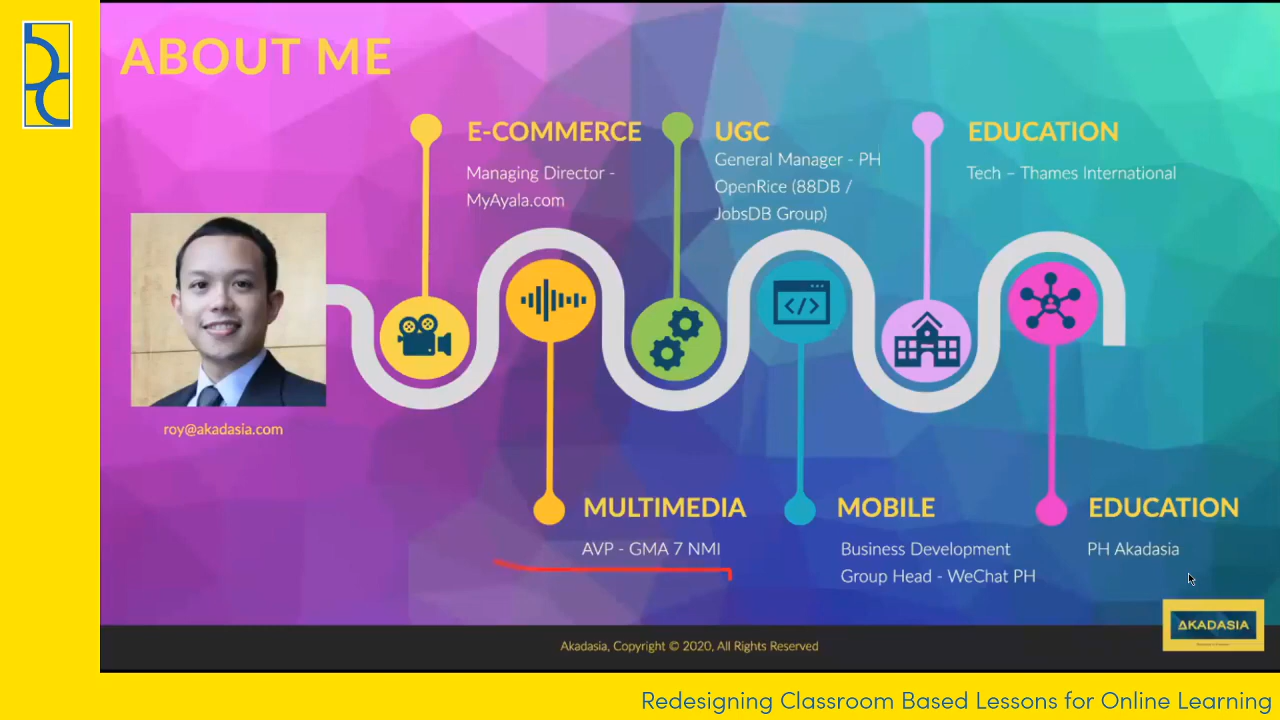 ABOUT ME
E-COMMERCE
Managing Director -
MyAyala.com
UGC
General Manager - PH
OpenRice (88DB /
JobsDB Group)
EDUCATION
Tech – Thames International
roy@akadasia.com
MULTIMEDIA
AVP - GMA 7 NMI
MOBILE
Business Development
Group Head - WeChat PH
EDUCATION
PH Akadasia
AKADASIA
Akadasia, Copyright © 2020, All Rights Reserved
Redesigning Classroom Based Lessons for Online Learning